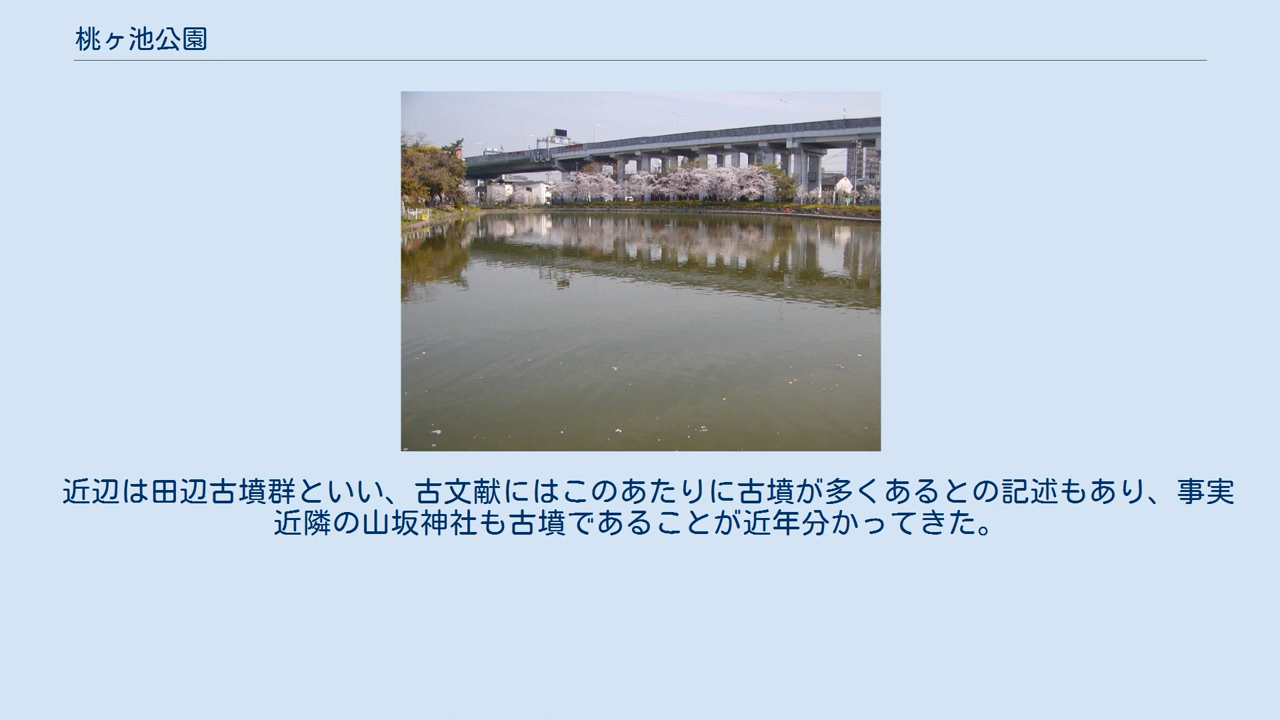 桃ヶ池公園
近辺は田辺古墳群といい、古文献にはこのあたりに古墳が多くあるとの記述もあり、事実
近隣の山坂神社も古墳であることが近年分かってきた。